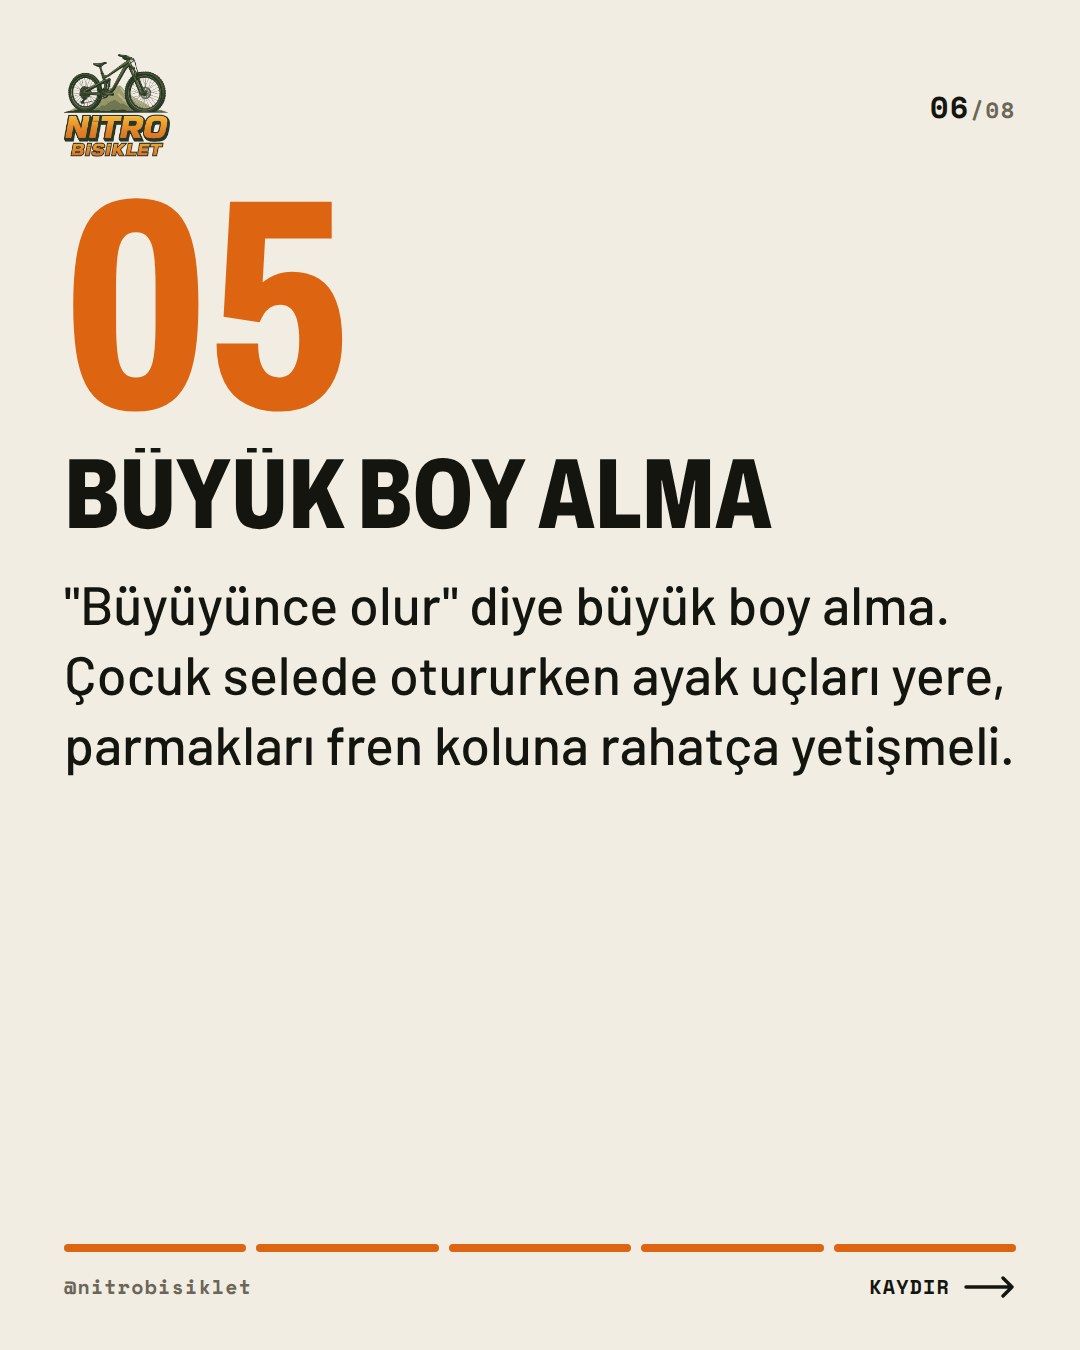 NiTRO
BISIKLET
06/08
05
BÜYÜK BOY ALMA
"Büyüyünce olur" diye büyük boy alma.
Çocuk selede otururken ayak uçları yere,
parmakları fren koluna rahatça yetişmeli.
@nitrobisiklet
KAYDIR